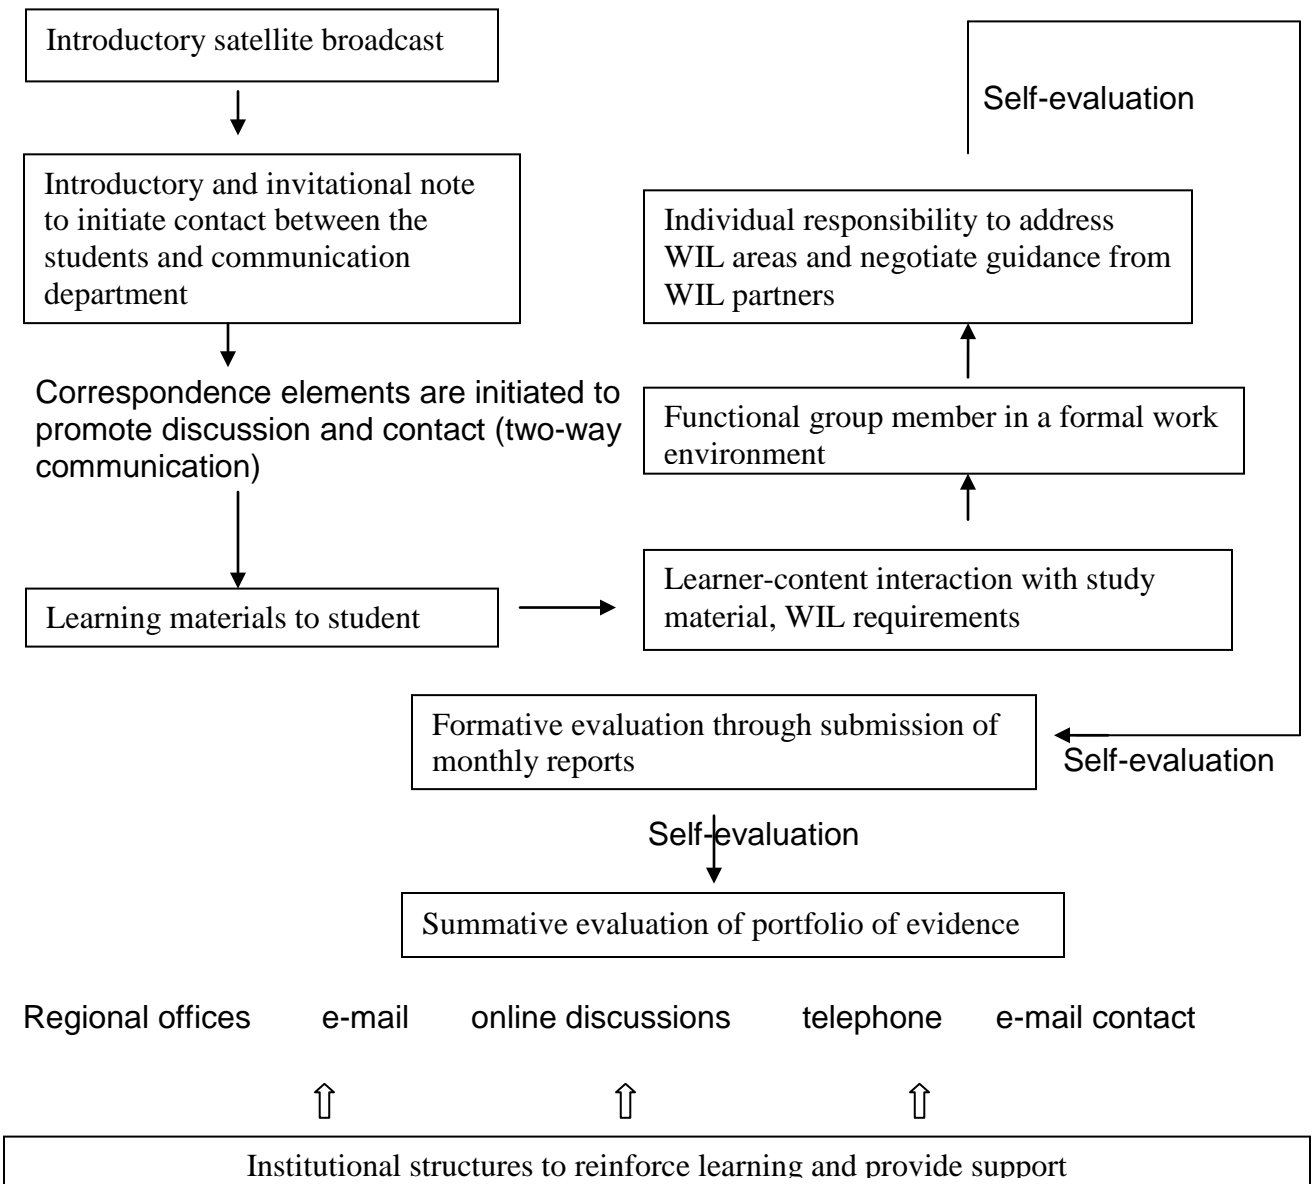 Introductory satellite broadcast
Introductory and invitational note
to initiate contact between the
students and communication
department
Correspondence elements are initiated to
promote discussion and contact (two-way
communication)
Learning materials to student
Learner-content interaction with study
material, WIL requirements
Functional group member in a formal work
environment
Individual responsibility to address
WIL areas and negotiate guidance from
WIL partners
Self-evaluation
Formative evaluation through submission of
monthly reports
Self-evaluation
Self-evaluation
Summative evaluation of portfolio of evidence
Regional offices e-mail online discussions telephone e-mail contact
Institutional structures to reinforce learning and provide support